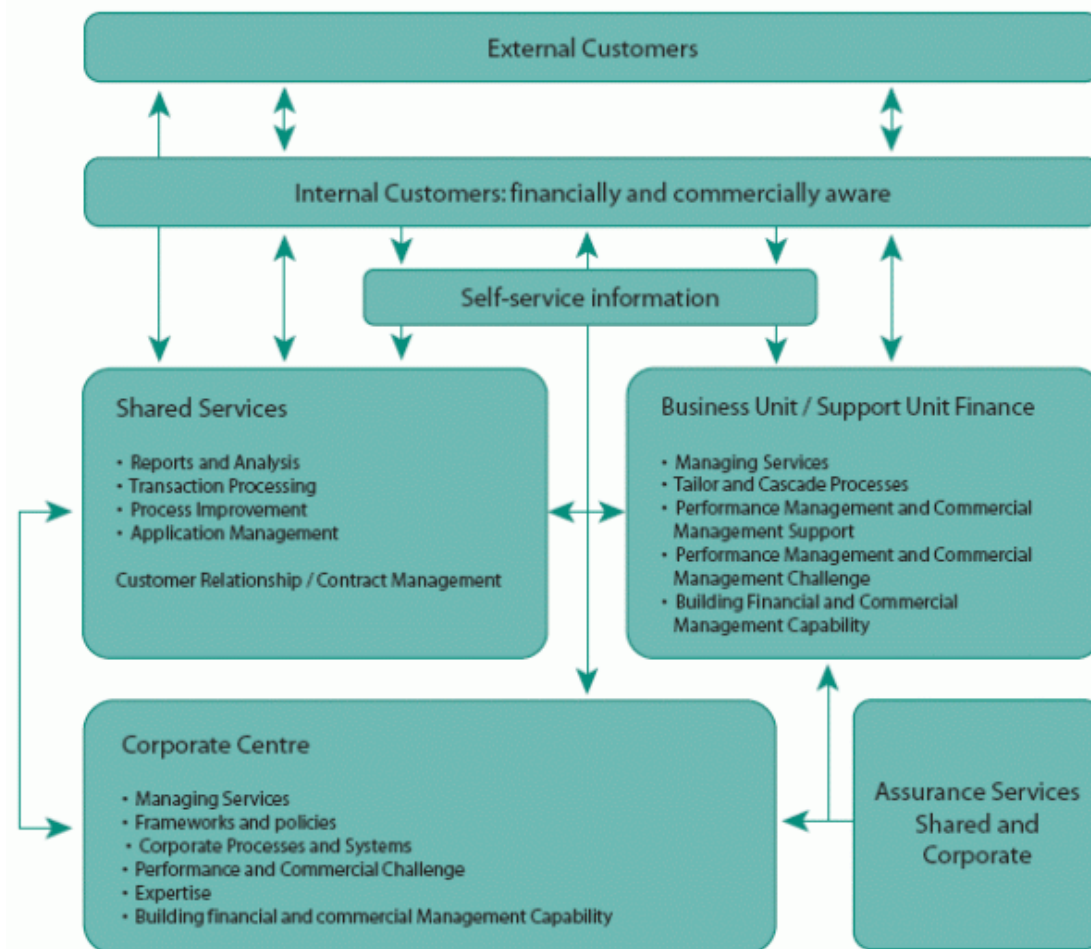 External Customers
Internal Customers: financially and commercially aware
Self-service information
Shared Services
• Reports and Analysis
• Transaction Processing
• Process Improvement
• Application Management
Customer Relationship / Contract Management
Business Unit / Support Unit Finance
• Managing Services
• Tailor and Cascade Processes
• Performance Management and Commercial
Management Support
• Performance Management and Commercial
Management Challenge
• Building Financial and Commercial
Management Capability
Corporate Centre
• Managing Services
• Frameworks and policies
• Corporate Processes and Systems
• Performance and Commercial Challenge
• Expertise
• Building financial and commercial Management Capability
Assurance Services
Shared and
Corporate